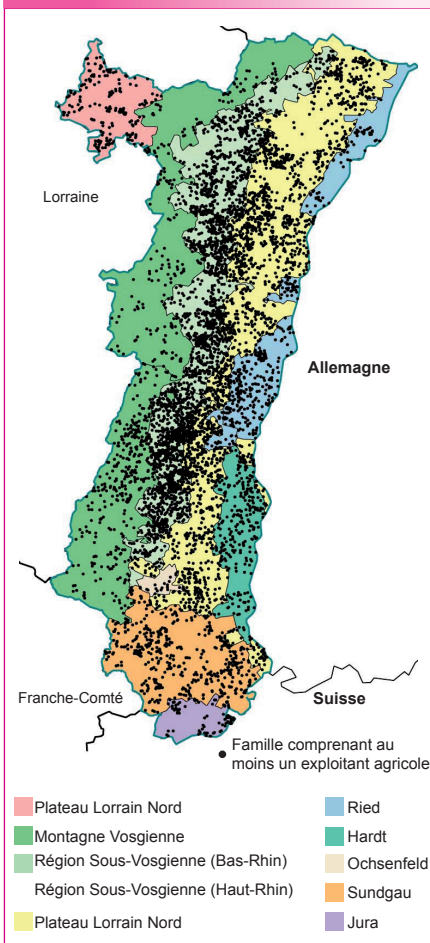 Lorraine
Allemagne
Franche-Comté
Suisse
Famille comprenant au
moins un exploitant agricole
Plateau Lorrain Nord
Montagne Vosgienne
Région Sous-Vosgienne (Bas-Rhin)
Région Sous-Vosgienne (Haut-Rhin)
Plateau Lorrain Nord
Ried
Hardt
Ochsenfeld
Sundgau
Jura